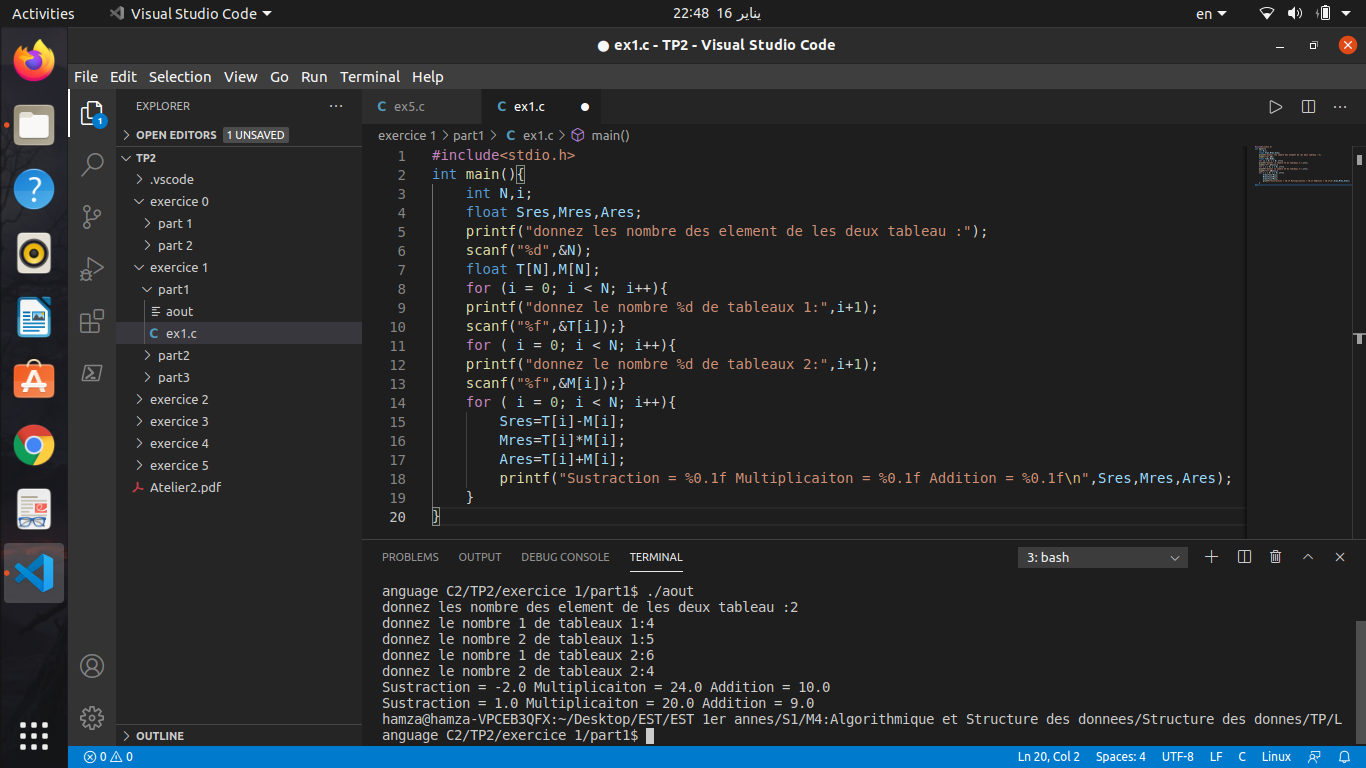 Activities
Visual Studio Code
22:48 16 يناير
en
● ex1.c - TP2 - Visual Studio Code
File Edit Selection View Go Run Terminal Help
EXPLORER
OPEN EDITORS 1 UNSAVED
TP2
.vscode
exercice 0
part 1
part 2
exercice 1
part1
aout
C ex1.c
part2
part3
exercice 2
exercice 3
exercice 4
exercice 5
Atelier2.pdf
OUTLINE
1
C ex5.c
C ex1.c ●
exercice 1 > part1 > C ex1.c > main()
1 #include<stdio.h>
2 int main(){
3 int N,i;
4 float Sres,Mres,Ares;
5 printf("donnez les nombre des element de les deux tableau :");
6 scanf("%d",&N);
7 float T[N],M[N];
8 for (i = 0; i < N; i++){
9 printf("donnez le nombre %d de tableaux 1:",i+1);
10 scanf("%f",&T[i]);}
11 for ( i = 0; i < N; i++){
12 printf("donnez le nombre %d de tableaux 2:",i+1);
13 scanf("%f",&M[i]);}
14 for ( i = 0; i < N; i++){
15 Sres=T[i]-M[i];
16 Mres=T[i]*M[i];
17 Ares=T[i]+M[i];
18 printf("Sustraction = %0.1f Multiplicaiton = %0.1f Addition = %0.1f\n",Sres,Mres,Ares);
19 }
20 }
PROBLEMS OUTPUT DEBUG CONSOLE TERMINAL
3: bash
anguage C2/TP2/exercice 1/part1$ ./aout
donnez les nombre des element de les deux tableau :2
donnez le nombre 1 de tableaux 1:4
donnez le nombre 2 de tableaux 1:5
donnez le nombre 1 de tableaux 2:6
donnez le nombre 2 de tableaux 2:4
Sustraction = -2.0 Multiplicaiton = 24.0 Addition = 10.0
Sustraction = 1.0 Multiplicaiton = 20.0 Addition = 9.0
hamza@hamza-VPCEB3QFX:~/Desktop/EST/EST 1er annes/S1/M4:Algorithmique et Structure des donnees/Structure des donnes/TP/L
anguage C2/TP2/exercice 1/part1$
0 0
Ln 20, Col 2 Spaces: 4 UTF-8 LF C Linux